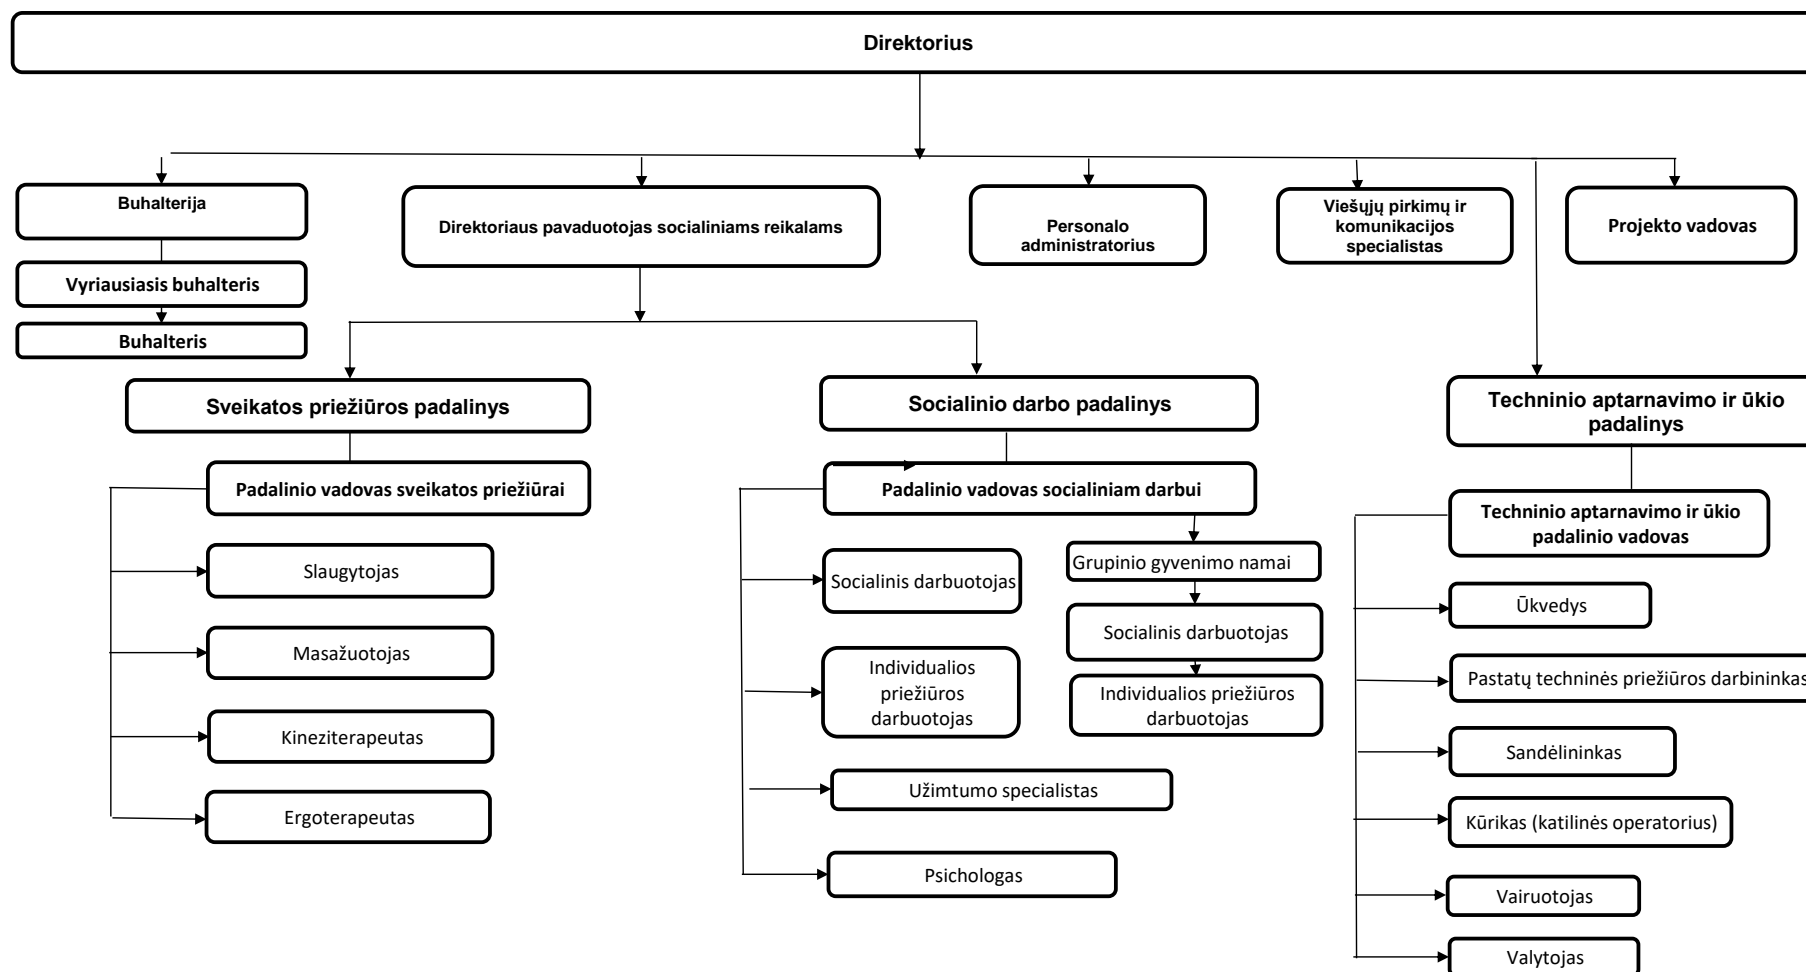 Direktorius
Buhalterija
Direktoriaus pavaduotojas socialiniams reikalams
Personalo
administratorius
Viešųjų pirkimų ir
komunikacijos
specialistas
Projekto vadovas
Vyriausiasis buhalteris
Buhalteris
Sveikatos priežiūros padalinys
Socialinio darbo padalinys
Techninio aptarnavimo ir ūkio
padalinys
Padalinio vadovas sveikatos priežiūrai
Padalinio vadovas socialiniam darbui
Techninio aptarnavimo ir ūkio
padalinio vadovas
Slaugytojas
Masažuotojas
Kineziterapeutas
Ergoterapeutas
Socialinis darbuotojas
Individualios
priežiūros
darbuotojas
Užimtumo specialistas
Psichologas
Grupinio gyvenimo namai
Socialinis darbuotojas
Individualios priežiūros
darbuotojas
Ūkvedys
Pastatų techninės priežiūros darbininkas
Sandėlininkas
Kūrikas (katilinės operatorius)
Vairuotojas
Valytojas